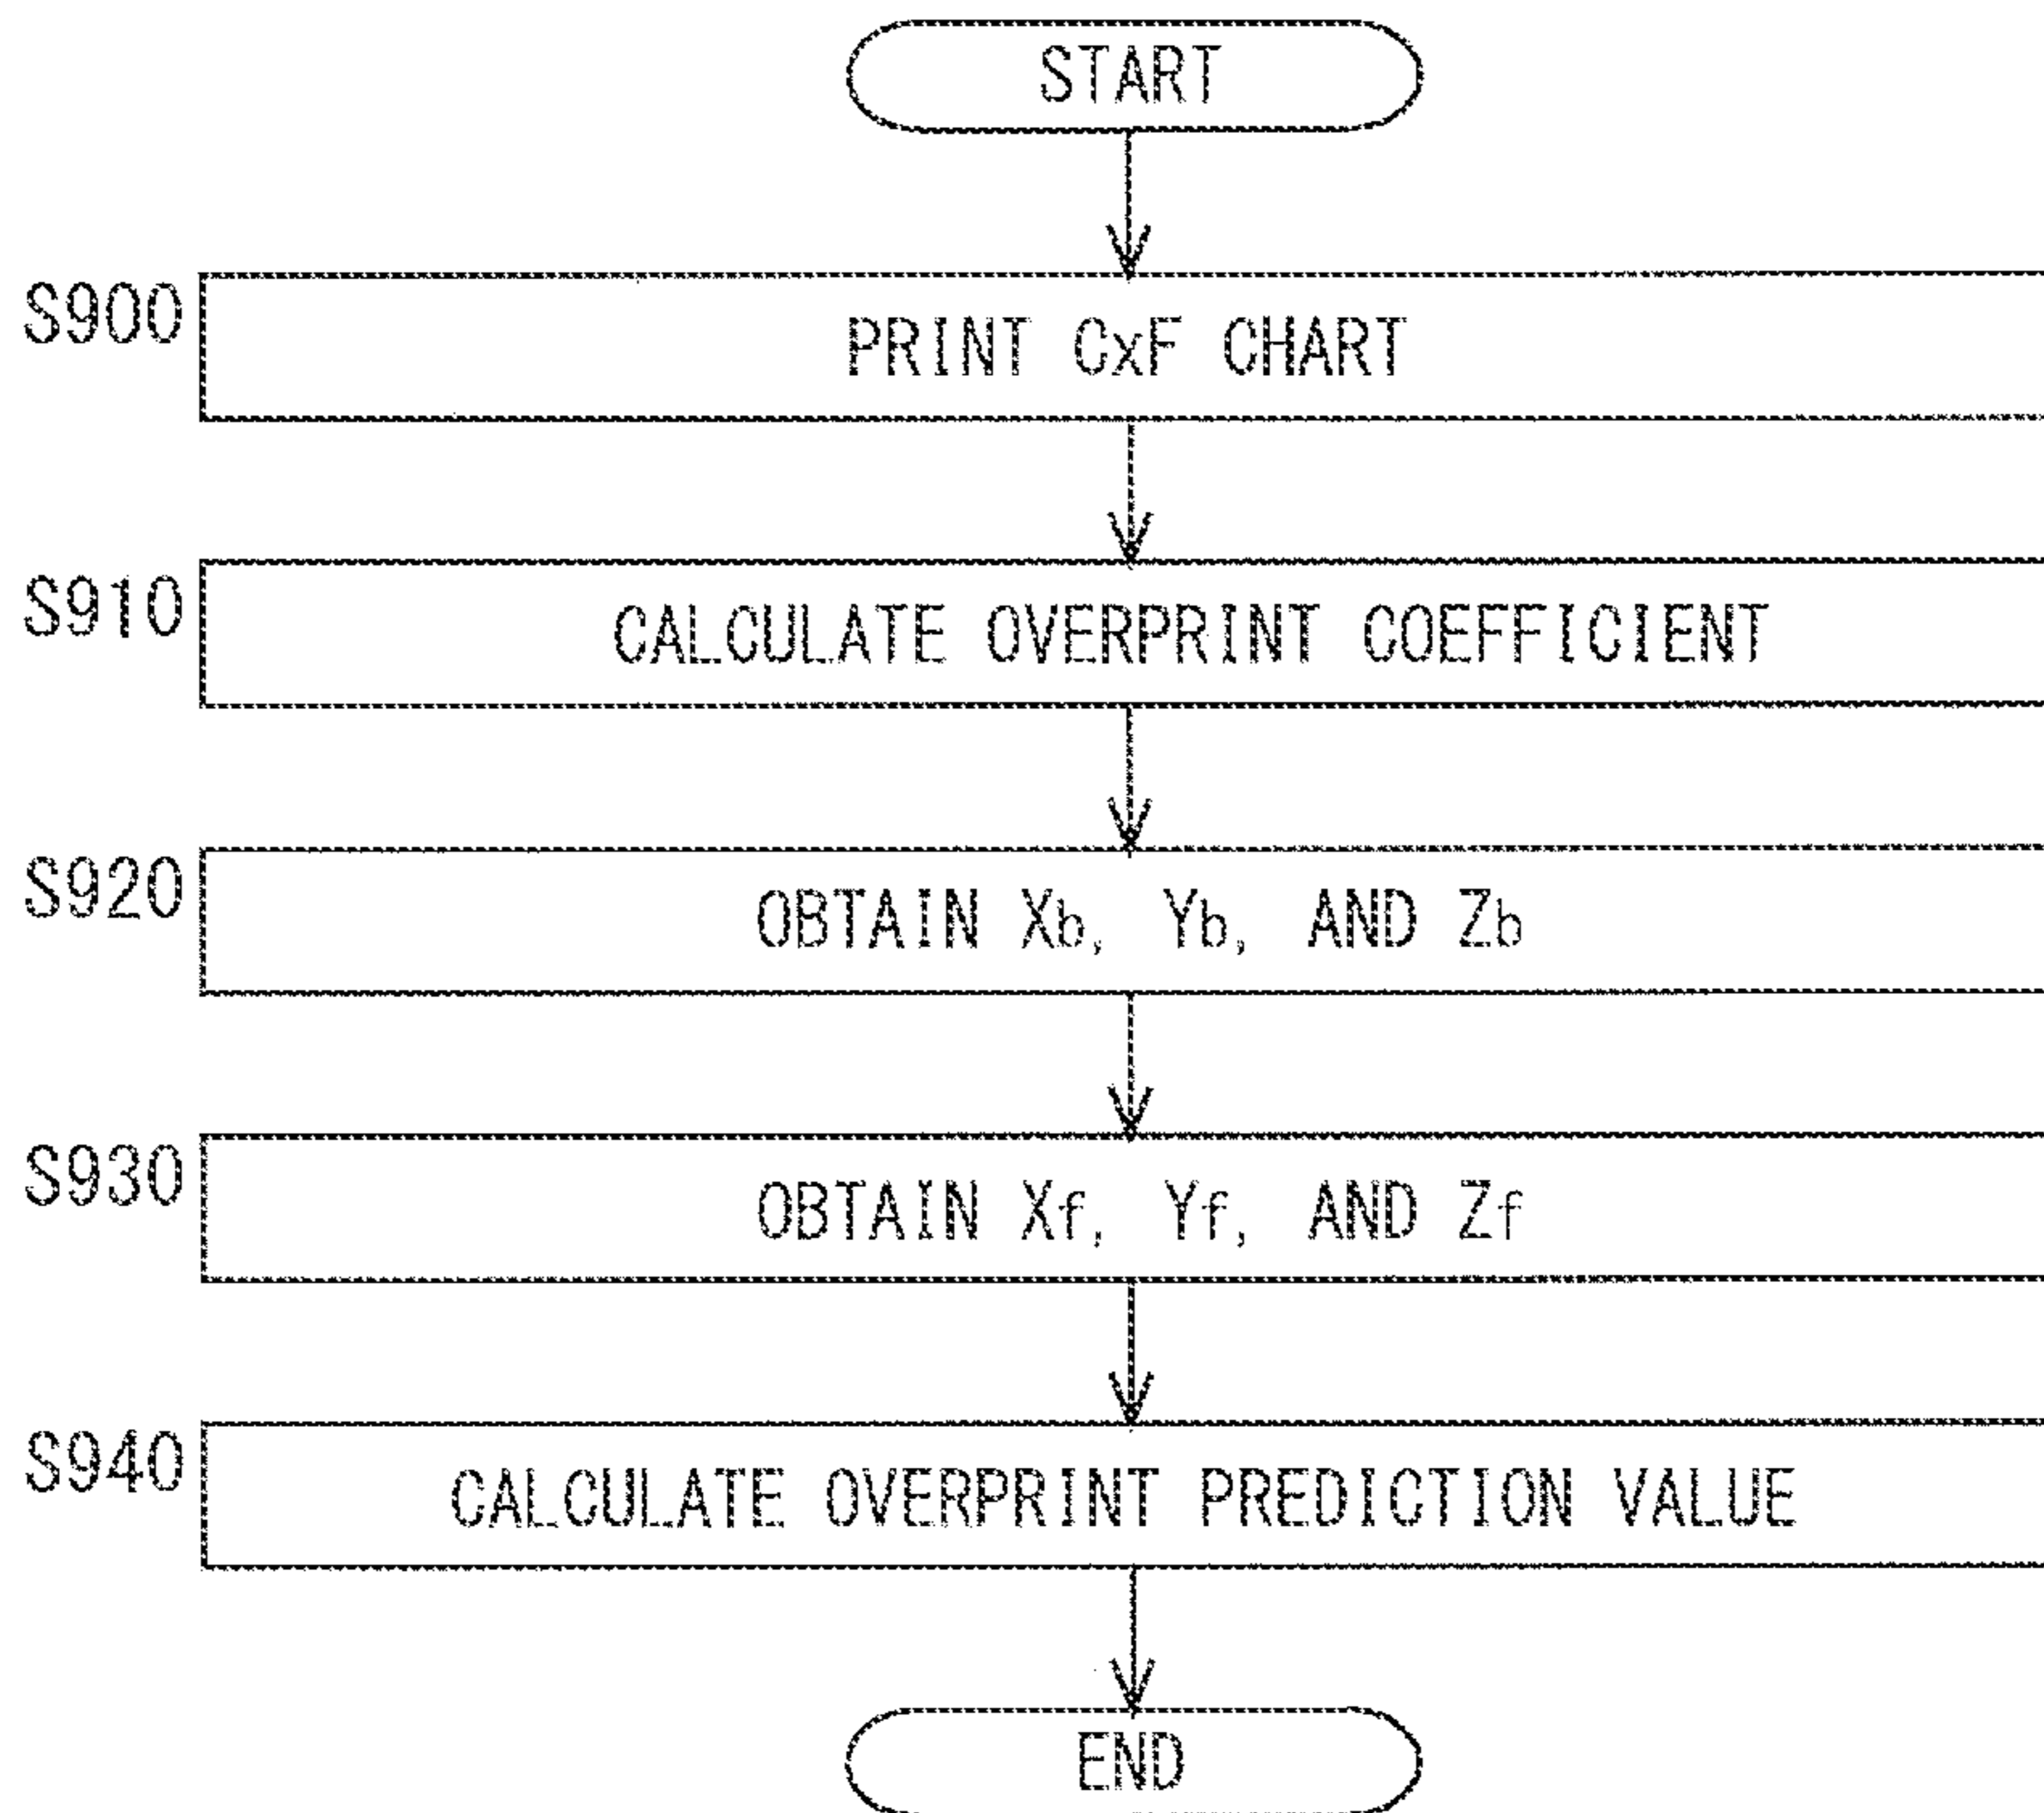 START
S900
PRINT CxF CHART
S910
CALCULATE OVERPRINT COEFFICIENT
S920
OBTAIN Xb, Yb, AND Zb
S930
OBTAIN Xf, Yf, AND Zf
S940
CALCULATE OVERPRINT PREDICTION VALUE
END